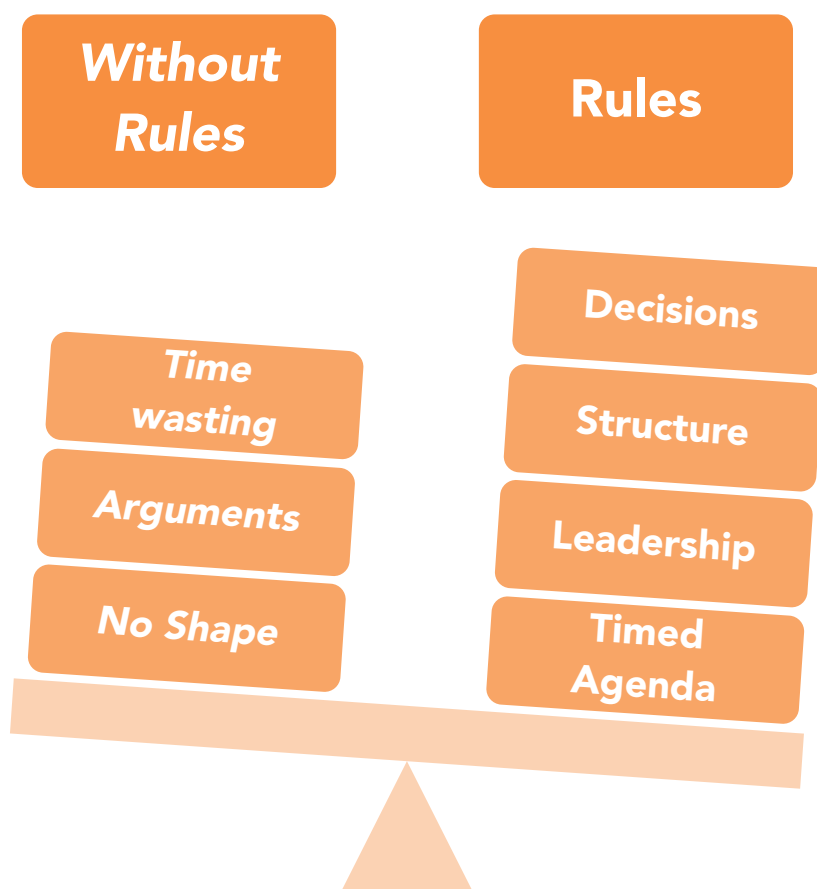 Without
Rules
Rules
Time
wasting
Arguments
No Shape
Decisions
Structure
Leadership
Timed
Agenda